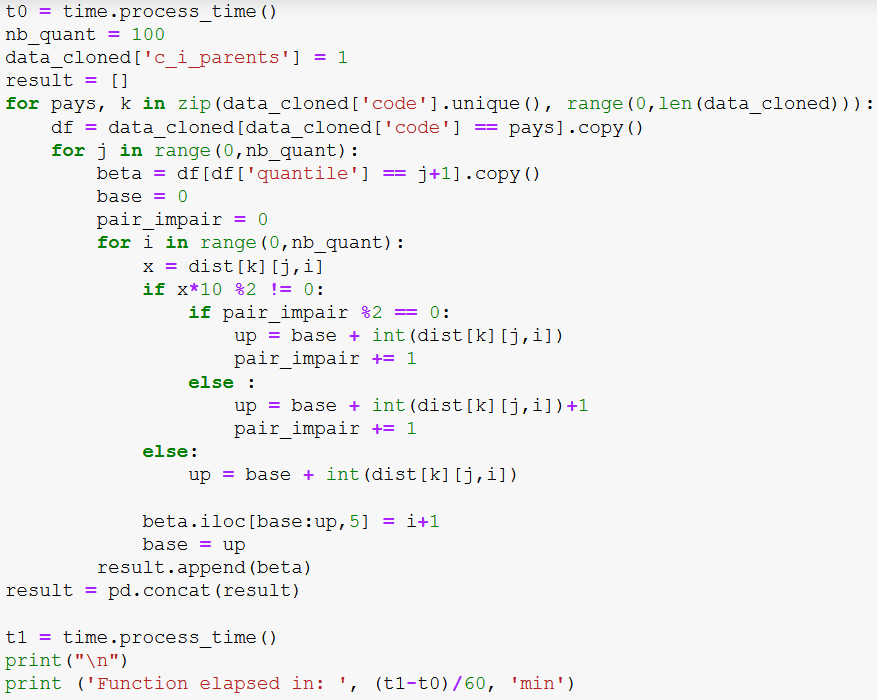 t0 = time.process_time()
nb_quant = 100
data_cloned['c_i_parents'] = 1
result = []
for pays, k in zip(data_cloned['code'].unique(), range(0,len(data_cloned))):
    df = data_cloned[data_cloned['code'] == pays].copy()
    for j in range(0,nb_quant):
        beta = df[df['quantile'] == j+1].copy()
        base = 0
        pair_impair = 0
        for i in range(0,nb_quant):
            x = dist[k][j,i]
            if x*10 %2 != 0:
                if pair_impair %2 == 0:
                    up = base + int(dist[k][j,i])
                    pair_impair += 1
                else :
                    up = base + int(dist[k][j,i])+1
                    pair_impair += 1
            else:
                up = base + int(dist[k][j,i])

            beta.iloc[base:up,5] = i+1
            base = up
        result.append(beta)
result = pd.concat(result)

t1 = time.process_time()
print("\n")
print ('Function elapsed in: ', (t1-t0)/60, 'min')